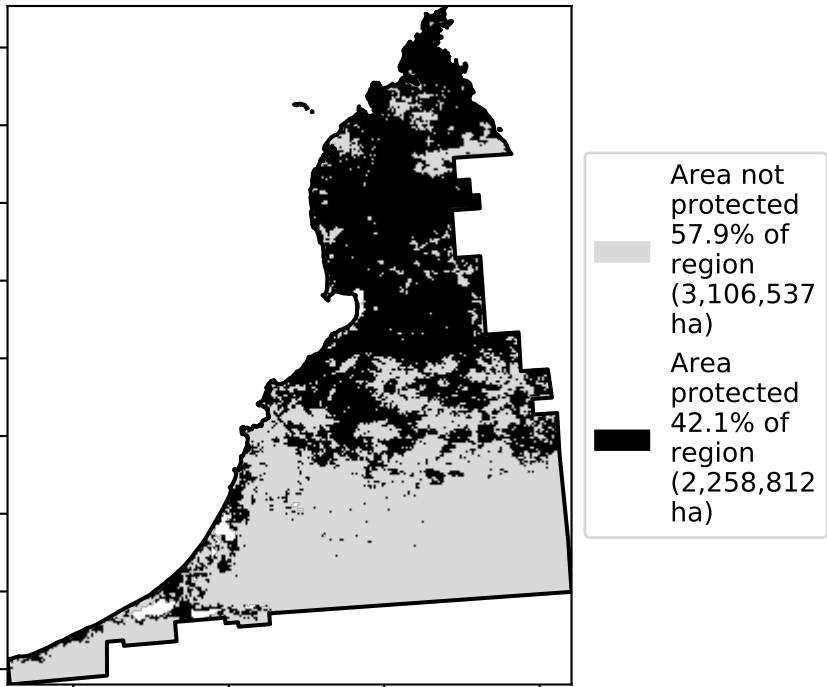 Area not
protected
57.9% of
region
(3,106,537
ha)
Area
protected
42.1% of
region
(2,258,812
ha)